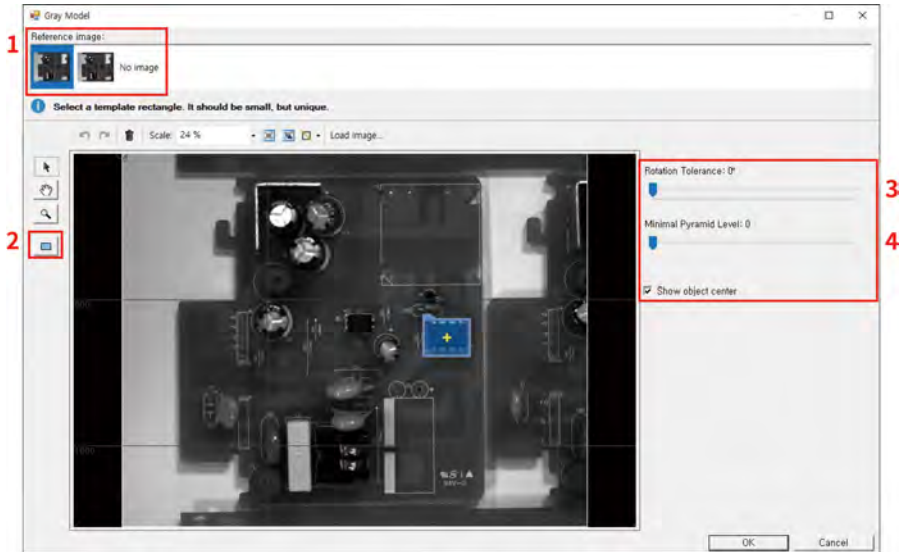 Gray Model
1
Reference image:
No image
Select a template rectangle. It should be small, but unique.
Scale: 24 %
Load image...
2
Rotation Tolerance: 0°
3
Minimal Pyramid Level: 0
4
Show object center
OK
Cancel